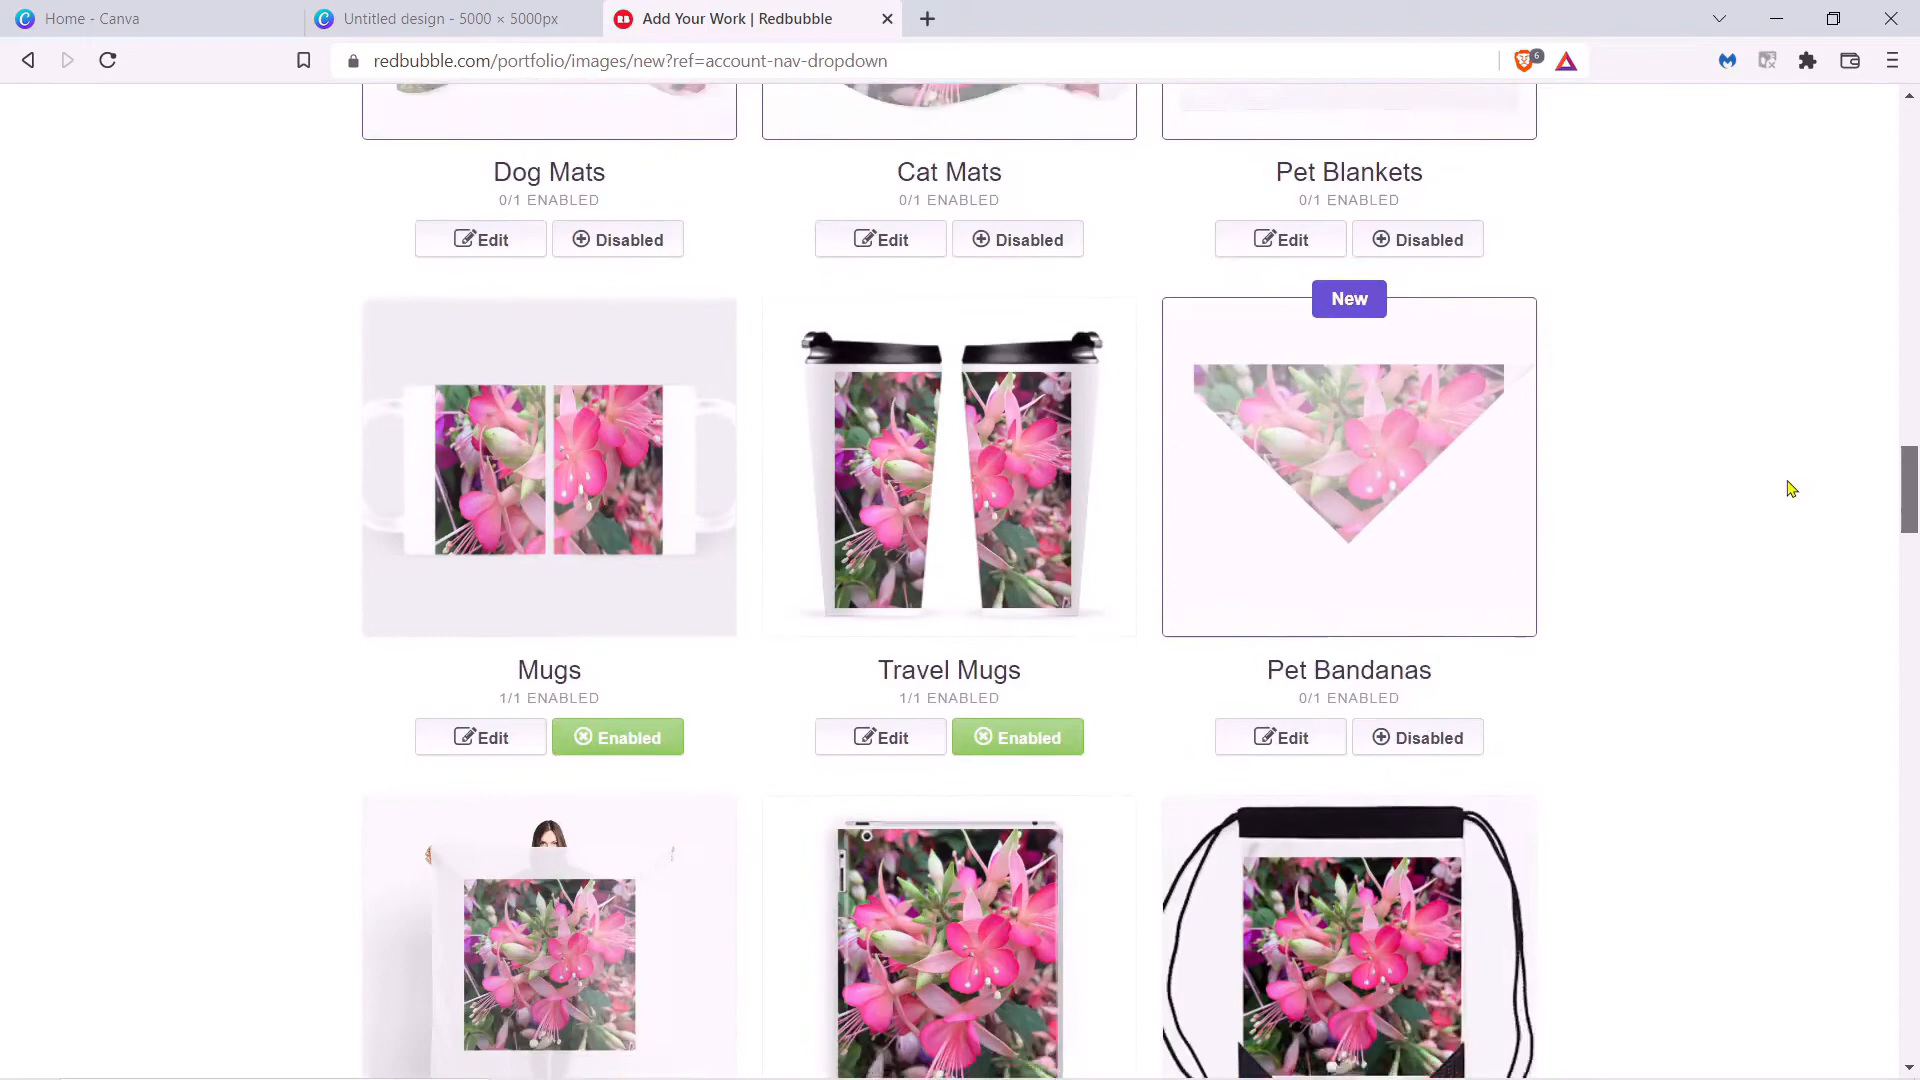 Home - Canva
Untitled design - 5000 × 5000px
Add Your Work | Redbubble
redbubble.com/portfolio/images/new?ref=account-nav-dropdown
6
Dog Mats
Cat Mats
Pet Blankets
0/1 ENABLED
0/1 ENABLED
0/1 ENABLED
Edit
Disabled
Edit
Disabled
Edit
Disabled
New
Mugs
Travel Mugs
Pet Bandanas
1/1 ENABLED
1/1 ENABLED
0/1 ENABLED
Edit
Enabled
Edit
Enabled
Edit
Disabled